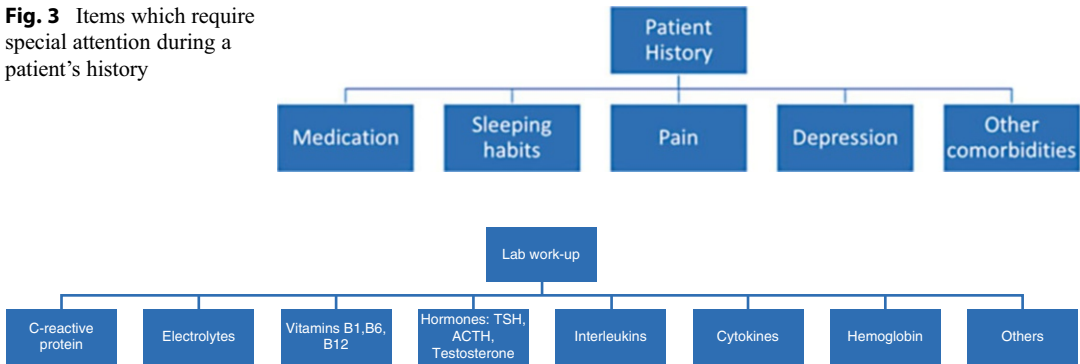 Fig. 3 Items which require
special attention during a
patient's history
Patient
History
Medication
Sleeping
habits
Pain
Depression
Other
comorbidities
Lab work-up
C-reactive
protein
Electrolytes
Vitamins B1,B6,
B12
Hormones: TSH,
ACTH,
Testosterone
Interleukins
Cytokines
Hemoglobin
Others